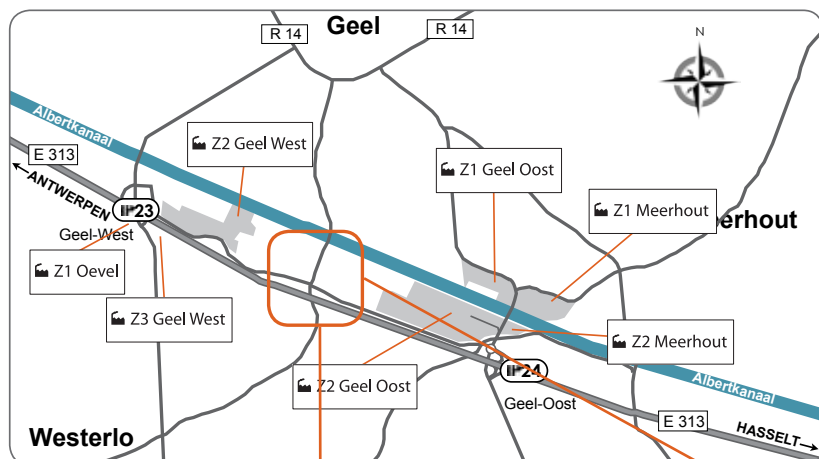 Geel
R 14
R 14
N
Albertkanaal
E 313
Z2 Geel West
Z1 Geel Oost
←ANTWERPEN
23
Z1 Meerhout
erhout
Geel-West
Z1 Oevel
Z3 Geel West
Z2 Meerhout
Z2 Geel Oost
24
Albertkanaal
Geel-Oost
E 313
Westerlo
HASSELT→